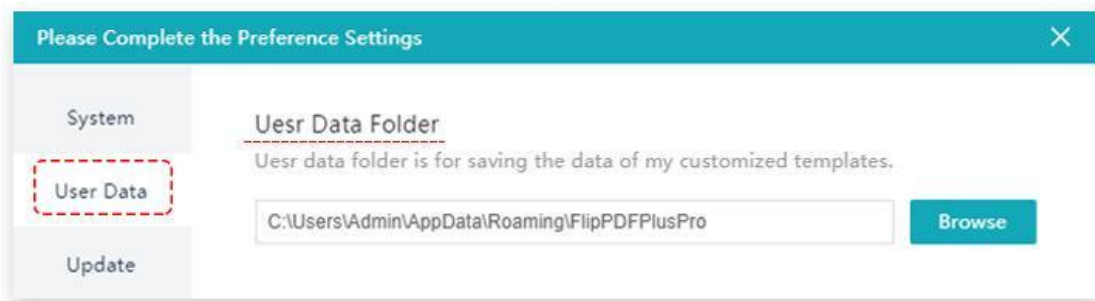 Please Complete the Preference Settings
System
User Data
Update
Uesr Data Folder
Uesr data folder is for saving the data of my customized templates.
C:\Users\Admin\AppData\Roaming\FlipPDFPlusPro
Browse